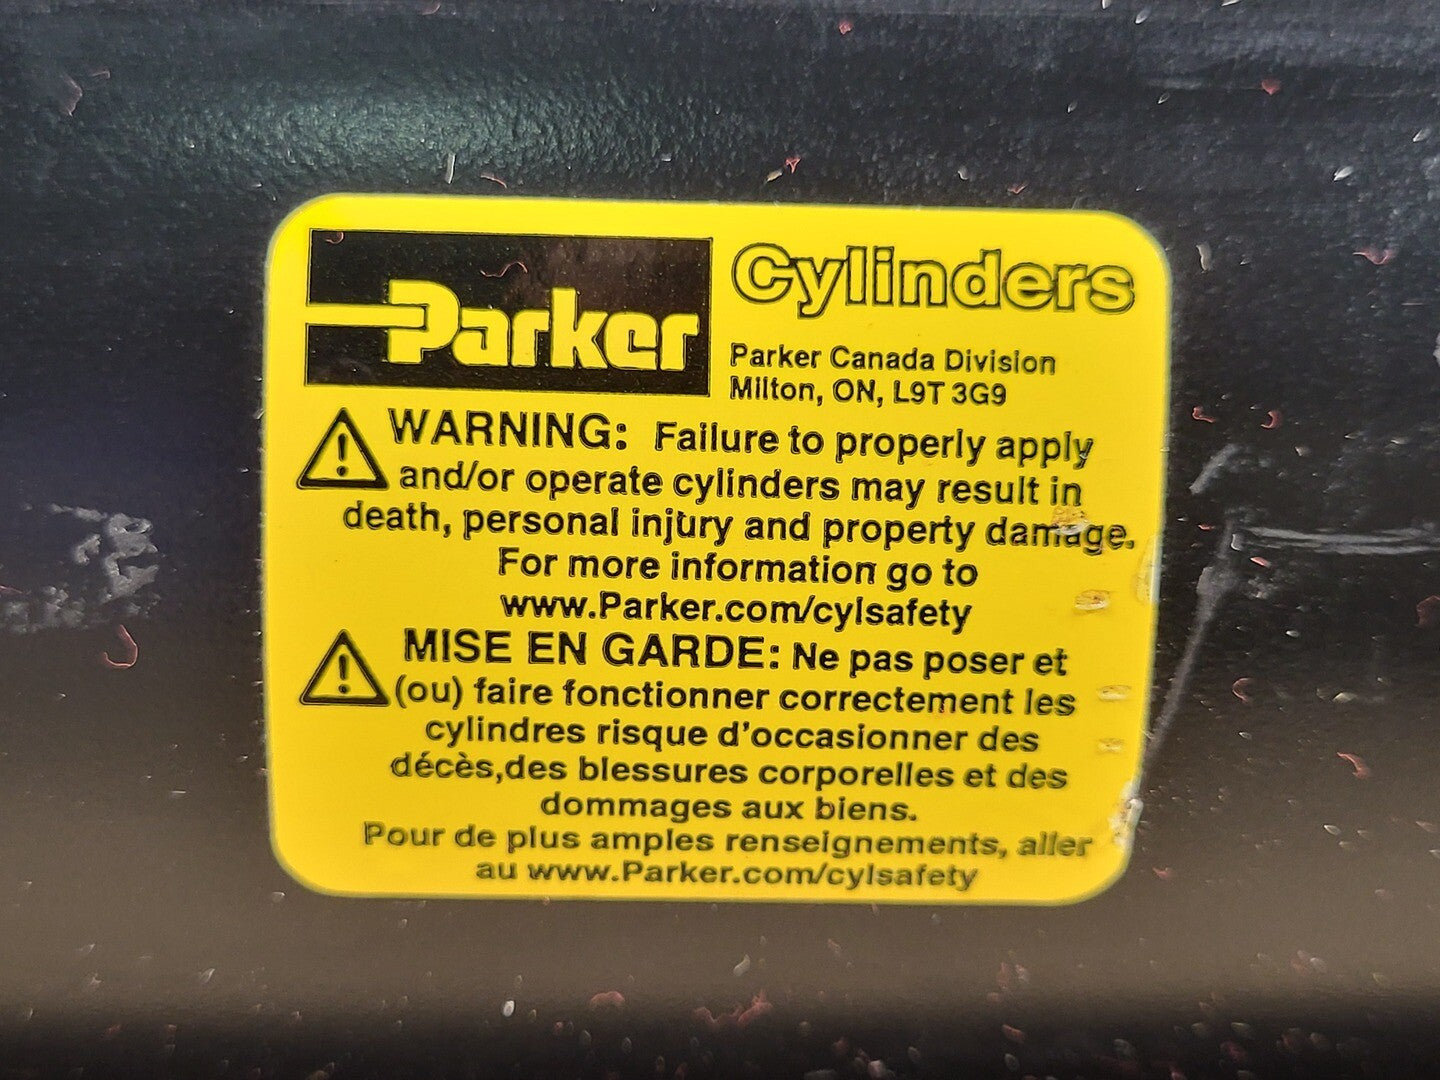 Parker
Cylinders
Parker Canada Division
Milton, ON, L9T 3G9
WARNING: Failure to properly apply
and/or operate cylinders may result in
death, personal injury and property damage.
For more information go to
www.Parker.com/cylsafety
MISE EN GARDE: Ne pas poser et
(ou) faire fonctionner correctement les
cylindres risque d'occasionner des
décès,des blessures corporelles et des
dommages aux biens.
Pour de plus amples renseignements, aller
au www.Parker.com/cylsafety